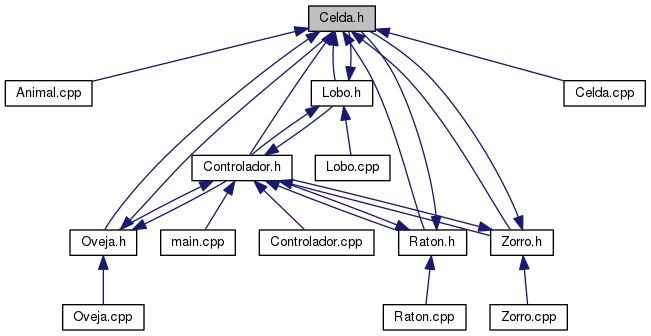 Celda.h
Animal.cpp
Lobo.h
Celda.cpp
Controlador.h
Lobo.cpp
Oveja.h
main.cpp
Controlador.cpp
Raton.h
Zorro.h
Oveja.cpp
Raton.cpp
Zorro.cpp